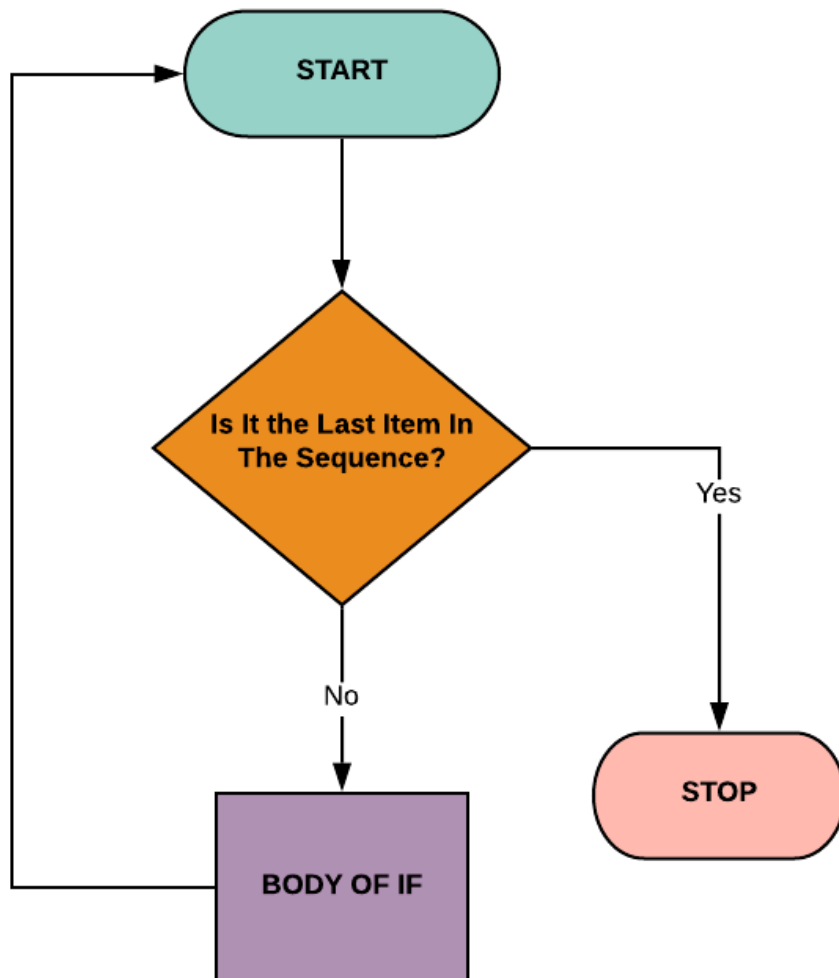 START
Is It the Last Item In
The Sequence?
Yes
No
STOP
BODY OF IF